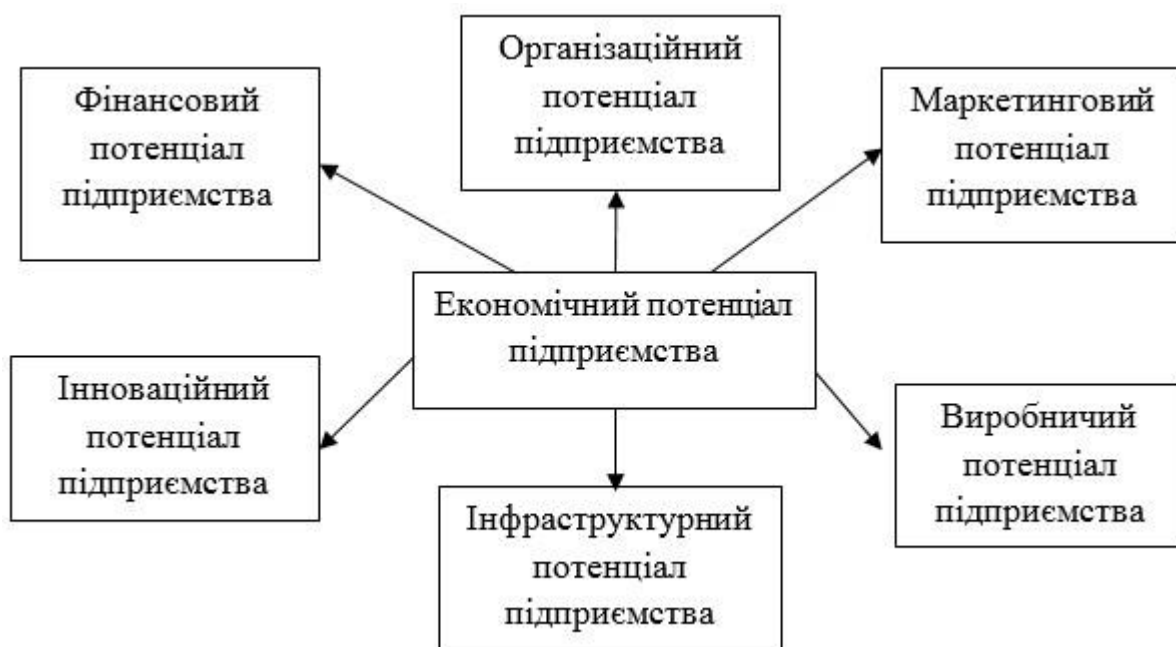 Організаційний
потенціал
підприємства
Фінансовий
потенціал
підприємства
Маркетинговий
потенціал
підприємства
Економічний потенціал
підприємства
Інноваційний
потенціал
підприємства
Виробничий
потенціал
підприємства
Інфраструктурний
потенціал
підприємства